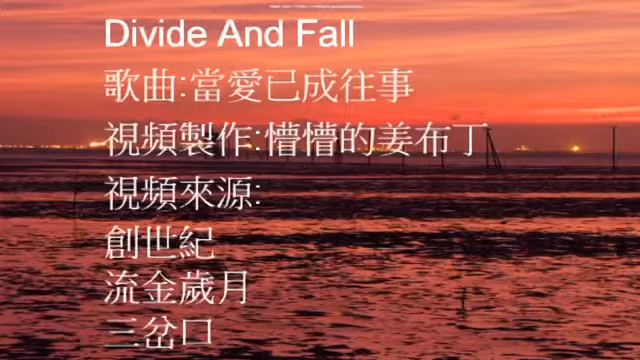 Divide And Fall
歌曲:當愛已成往事
視頻製作:懵懵的姜布丁
視頻來源:
創世紀
流金歲月
三岔口